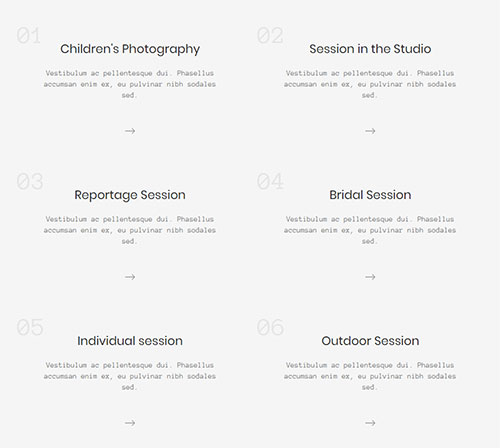 01
Children's Photography
Vestibulum ac pellentesque dui. Phasellus
accumsan enim ex, eu pulvinar nibh sodales
sed.
→
02
Session in the Studio
Vestibulum ac pellentesque dui. Phasellus
accumsan enim ex, eu pulvinar nibh sodales
sed.
→
03
Reportage Session
Vestibulum ac pellentesque dui. Phasellus
accumsan enim ex, eu pulvinar nibh sodales
sed.
→
04
Bridal Session
Vestibulum ac pellentesque dui. Phasellus
accumsan enim ex, eu pulvinar nibh sodales
sed.
→
05
Individual session
Vestibulum ac pellentesque dui. Phasellus
accumsan enim ex, eu pulvinar nibh sodales
sed.
→
06
Outdoor Session
Vestibulum ac pellentesque dui. Phasellus
accumsan enim ex, eu pulvinar nibh sodales
sed.
→